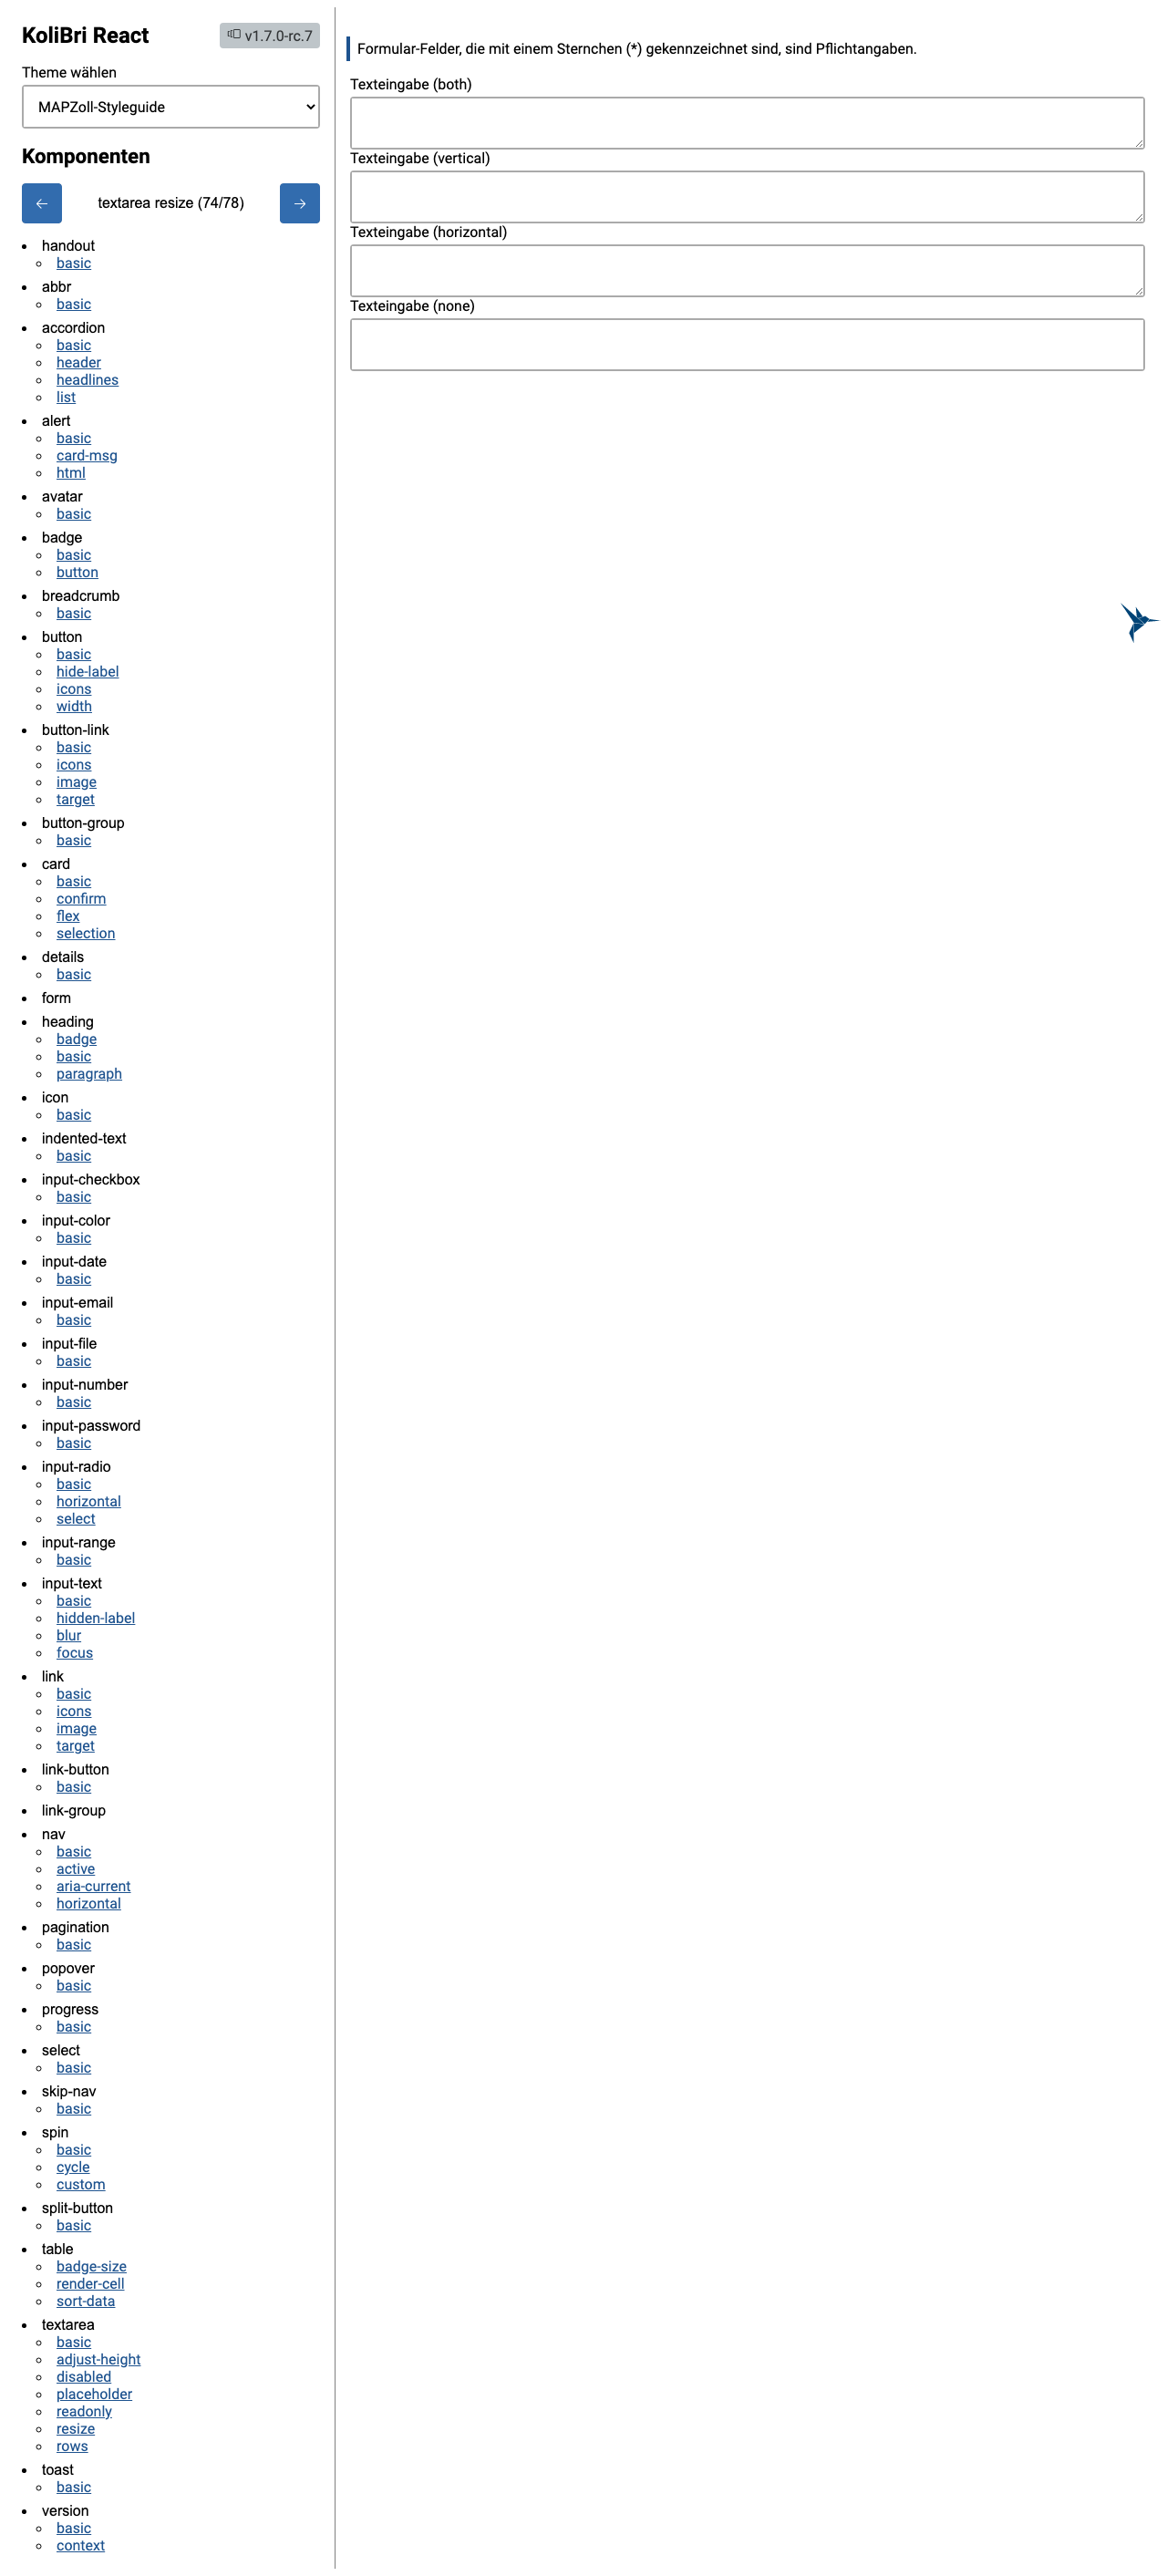 KoliBri React
v1.7.0-rc.7
Theme wählen
MAPZoll-Styleguide
Komponenten
textarea resize (74/78)
handout
basic
abbr
basic
accordion
basic
header
headlines
list
alert
basic
card-msg
html
avatar
basic
badge
basic
button
breadcrumb
basic
button
basic
hide-label
icons
width
button-link
basic
icons
image
target
button-group
basic
card
basic
confirm
flex
selection
details
basic
form
heading
badge
basic
paragraph
icon
basic
indented-text
basic
input-checkbox
basic
input-color
basic
input-date
basic
input-email
basic
input-file
basic
input-number
basic
input-password
basic
input-radio
basic
horizontal
select
input-range
basic
input-text
basic
hidden-label
blur
focus
link
basic
icons
image
target
link-button
basic
link-group
nav
basic
active
aria-current
horizontal
pagination
basic
popover
basic
progress
basic
select
basic
skip-nav
basic
spin
basic
cycle
custom
split-button
basic
table
badge-size
render-cell
sort-data
textarea
basic
adjust-height
disabled
placeholder
readonly
resize
rows
toast
basic
version
basic
context
Formular-Felder, die mit einem Sternchen (*) gekennzeichnet sind, sind Pflichtangaben.
Texteingabe (both)
Texteingabe (vertical)
Texteingabe (horizontal)
Texteingabe (none)